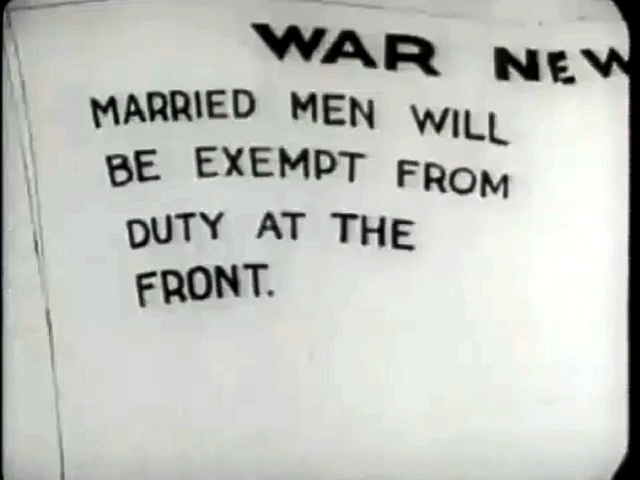 WAR NEW
MARRIED MEN WILL
BE EXEMPT FROM
DUTY AT THE
FRONT.